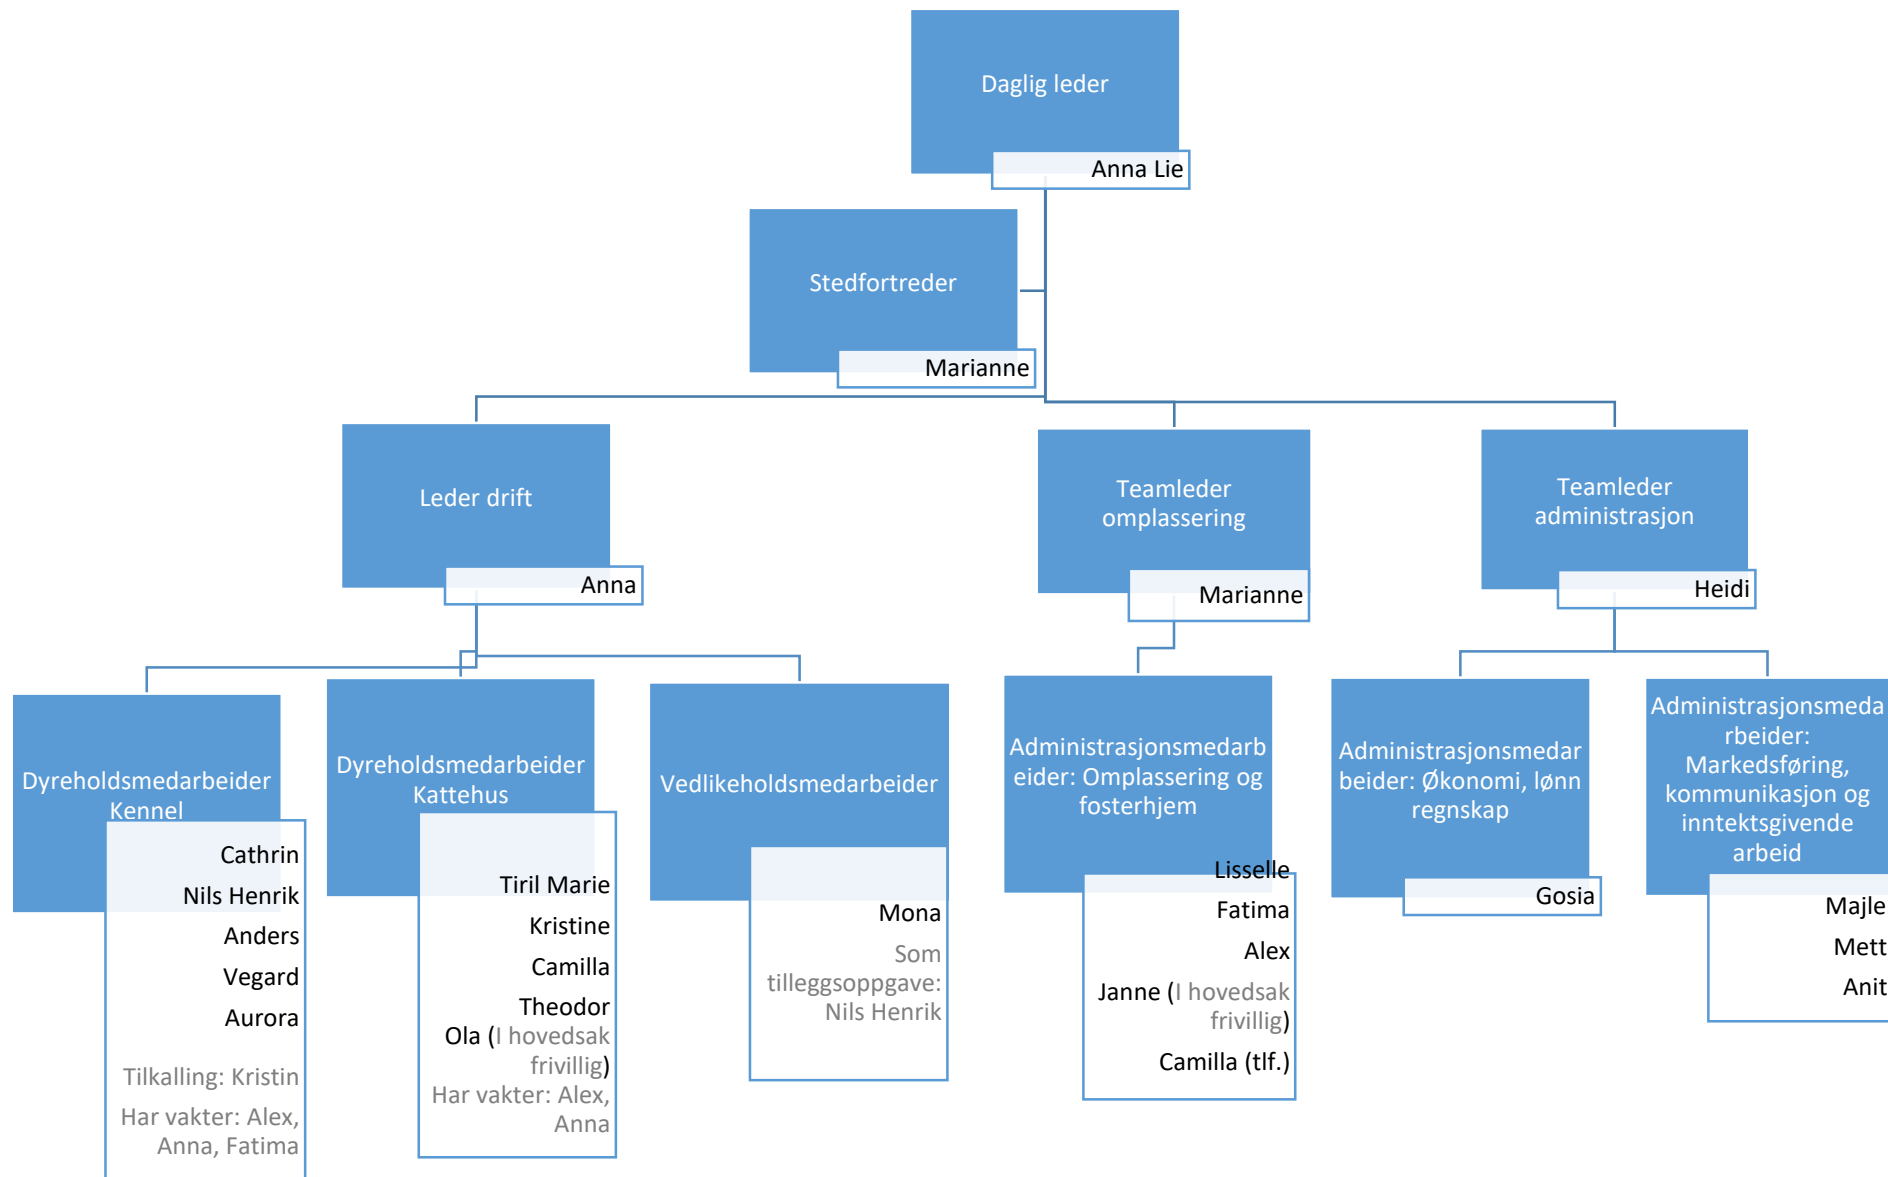 Daglig leder
Anna Lie
Stedfortreder
Marianne
Leder drift
Anna
Teamleder
omplassering
Marianne
Teamleder
administrasjon
Heidi
Dyreholdsmedarbeider
Kennel
Cathrin
Nils Henrik
Anders
Vegard
Aurora
Tilkalling: Kristin
Har vakter: Alex,
Anna, Fatima
Dyreholdsmedarbeider
Kattehus
Tiril Marie
Kristine
Camilla
Theodor
Ola (I hovedsak
frivillig)
Har vakter: Alex,
Anna
Vedlikeholdsmedarbeider
Mona
Som
tilleggsoppgave:
Nils Henrik
Administrasjonsmedarb
eider: Omplassering og
fosterhjem
Lisselle
Fatima
Alex
Janne (I hovedsak
frivillig)
Camilla (tlf.)
Administrasjonsmedar
beider: Økonomi, lønn
regnskap
Gosia
Administrasjonsmeda
rbeider:
Markedsføring,
kommunikasjon og
inntektsgivende
arbeid
Majle
Mett
Anit